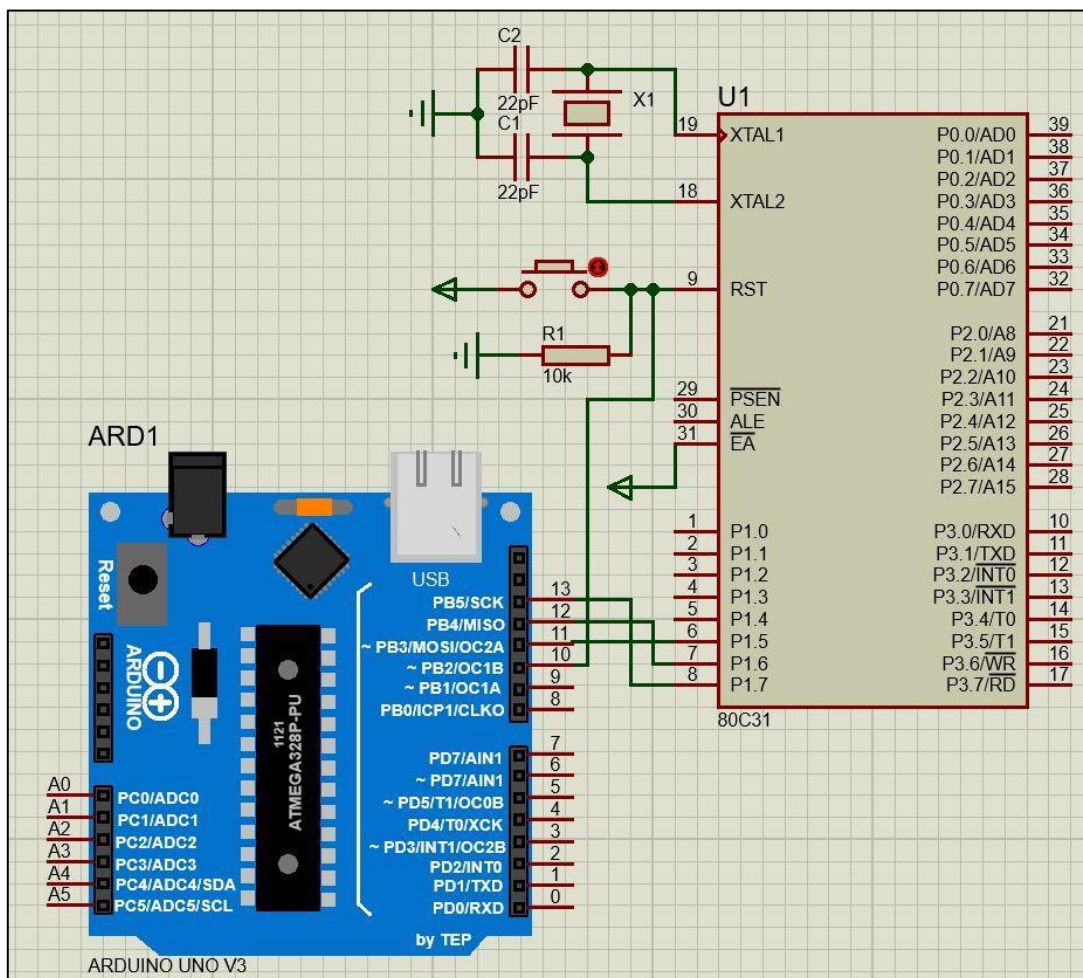 C2
22pF
C1
22pF
X1
U1
19
XTAL1
18
XTAL2
9
RST
29
PSEN
30
ALE
31
EA
1
P1.0
2
P1.1
3
P1.2
4
P1.3
5
P1.4
6
P1.5
7
P1.6
8
P1.7
P0.0/AD0
39
P0.1/AD1
38
P0.2/AD2
37
P0.3/AD3
36
P0.4/AD4
35
P0.5/AD5
34
P0.6/AD6
33
P0.7/AD7
32
P2.0/A8
21
P2.1/A9
22
P2.2/A10
23
P2.3/A11
24
P2.4/A12
25
P2.5/A13
26
P2.6/A14
27
P2.7/A15
28
P3.0/RXD
10
P3.1/TXD
11
P3.2/INT0
12
P3.3/INT1
13
P3.4/T0
14
P3.5/T1
15
P3.6/WR
16
P3.7/RD
17
80C31
R1
10k
ARD1
Reset
USB
ARDUINO
1121
ATMEGA328P-PU
PB5/SCK
13
PB4/MISO
12
~ PB3/MOSI/OC2A
11
~ PB2/OC1B
10
~ PB1/OC1A
9
PB0/ICP1/CLKO
8
PD7/AIN1
7
~ PD7/AIN1
6
~ PD5/T1/OC0B
5
PD4/T0/XCK
4
~ PD3/INT1/OC2B
3
PD2/INT0
2
PD1/TXD
1
PD0/RXD
0
A0
PC0/ADC0
A1
PC1/ADC1
A2
PC2/ADC2
A3
PC3/ADC3
A4
PC4/ADC4/SDA
A5
PC5/ADC5/SCL
by TEP
ARDUINO UNO V3